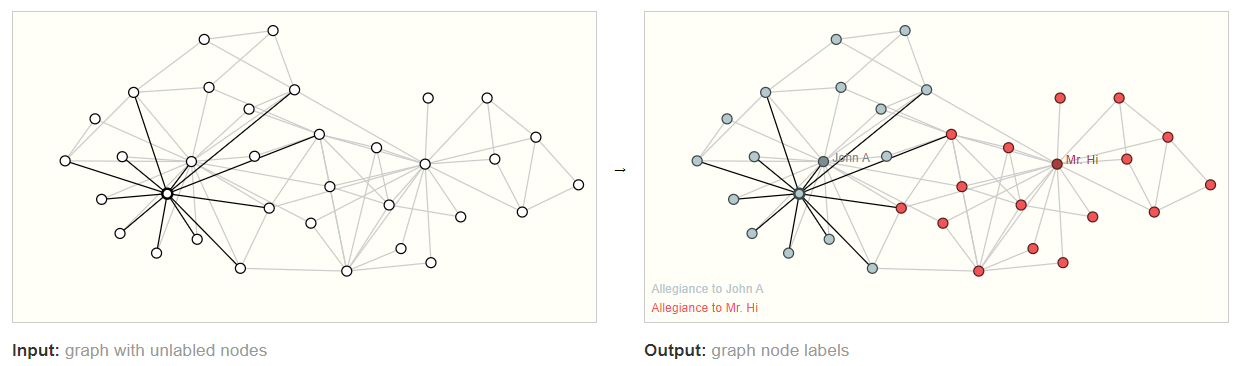 →
John A
Mr. Hi
Allegiance to John A
Allegiance to Mr. Hi
Input: graph with unlabled nodes
Output: graph node labels